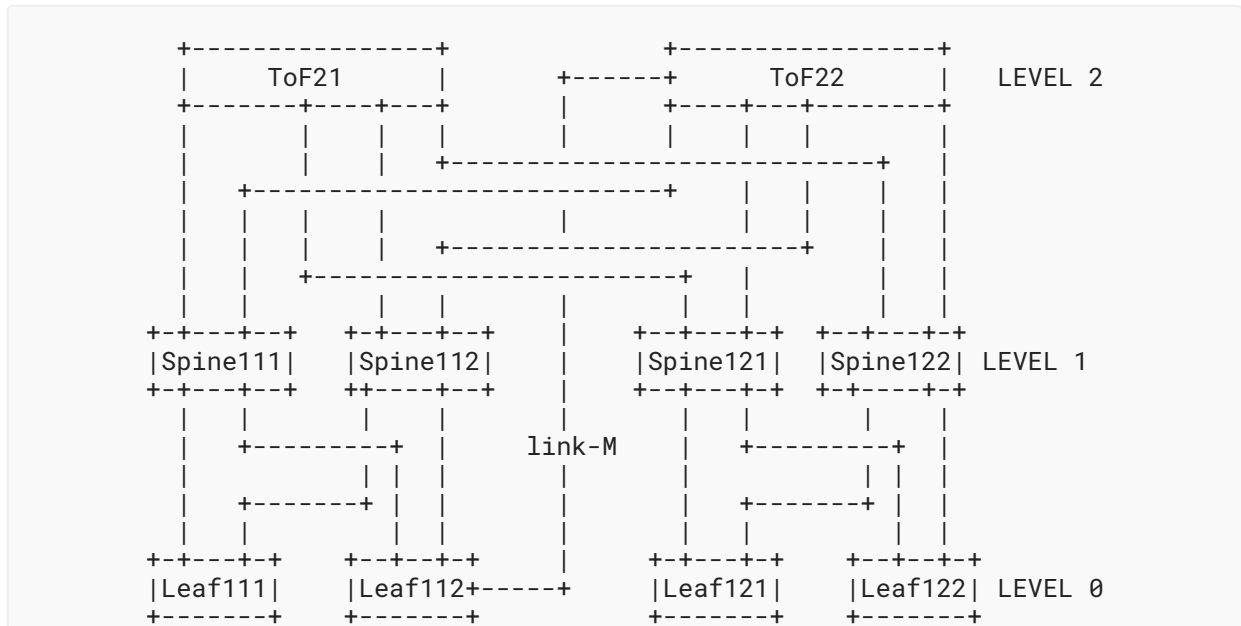 ToF21 ToF22 LEVEL 2
Spine111 Spine112 Spine121 Spine122 LEVEL 1
link-M
Leaf111 Leaf112 Leaf121 Leaf122 LEVEL 0